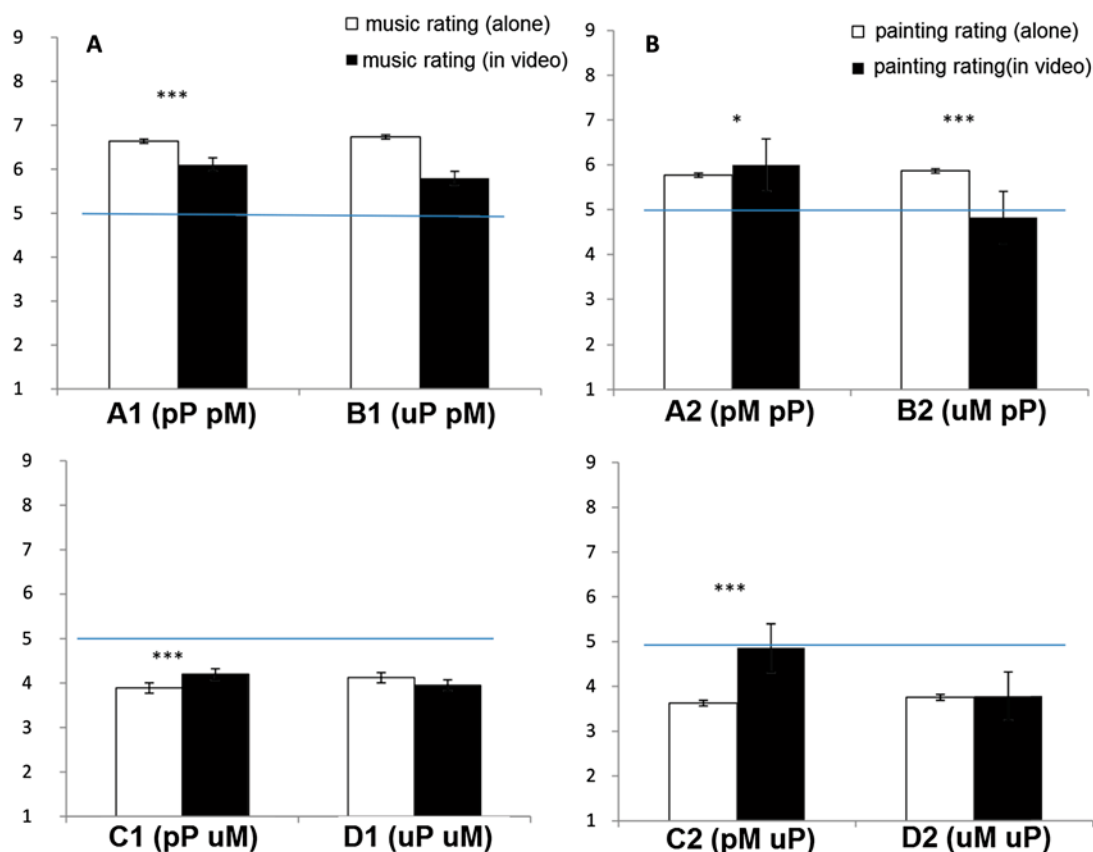 A
music rating (alone)
music rating (in video)
9
8
7
6
5
4
3
2
1
***
A1 (pP pM)
B1 (uP pM)
B
painting rating (alone)
painting rating(in video)
9
8
7
6
5
4
3
2
1
*
***
A2 (pM pP)
B2 (uM pP)
9
8
7
6
5
4
3
2
1
***
C1 (pP uM)
D1 (uP uM)
9
8
7
6
5
4
3
2
1
***
C2 (pM uP)
D2 (uM uP)